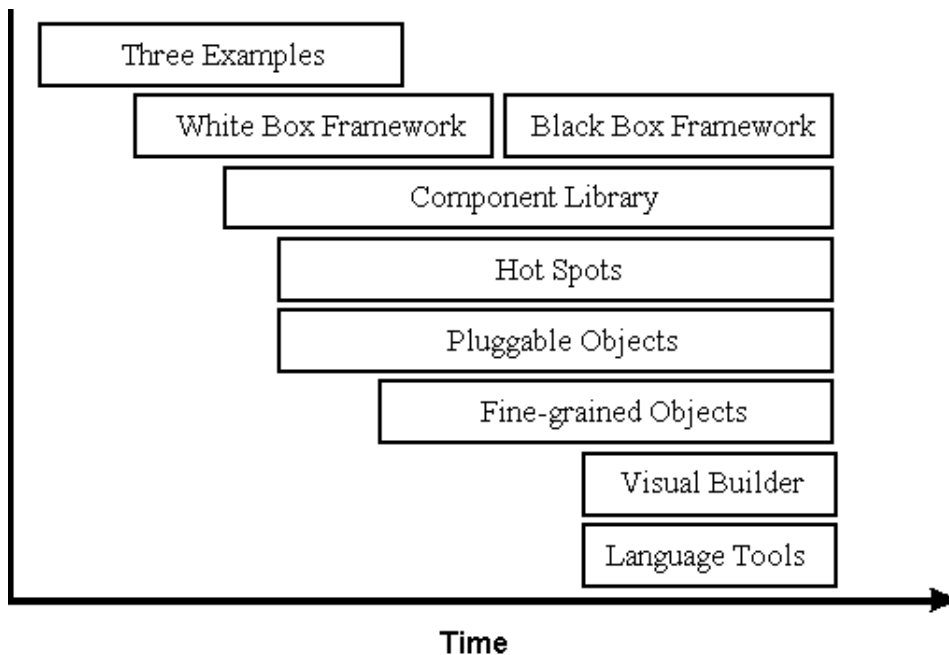 Three Examples
White Box Framework
Black Box Framework
Component Library
Hot Spots
Pluggable Objects
Fine-grained Objects
Visual Builder
Language Tools
Time